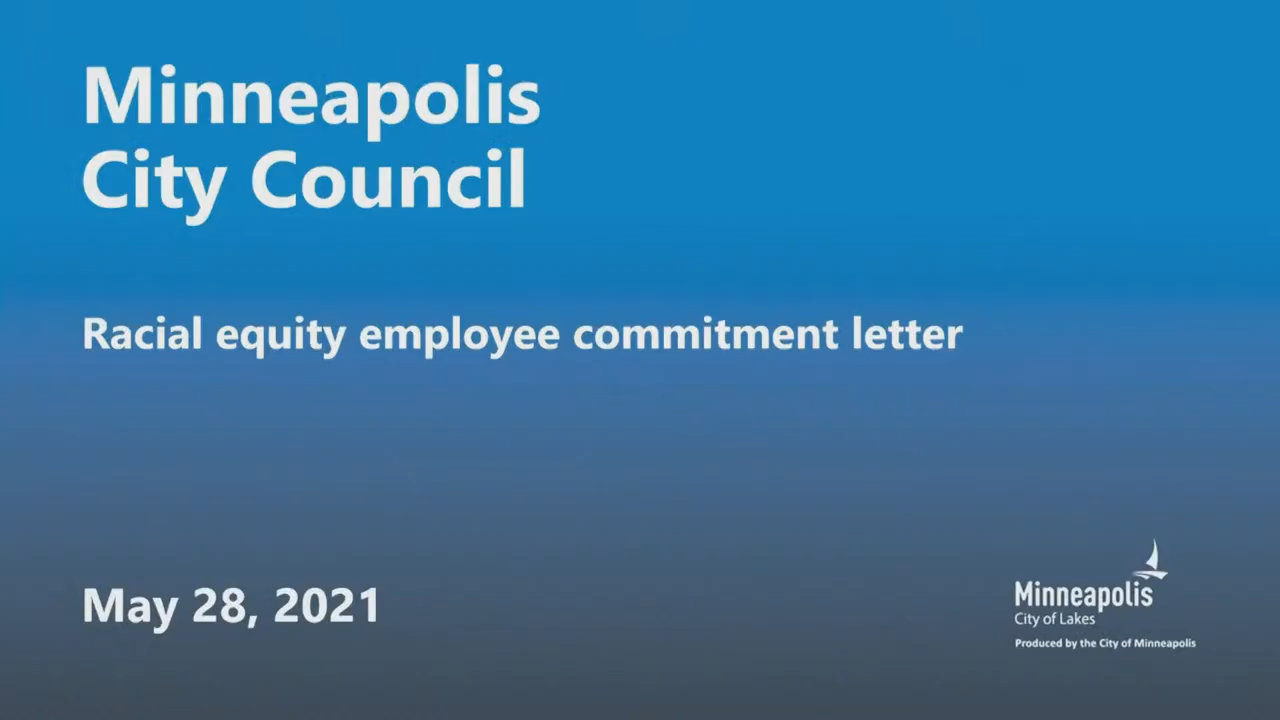 Minneapolis
City Council
Racial equity employee commitment letter
May 28, 2021
Minneapolis
City of Lakes
Produced by the City of Minneapolis